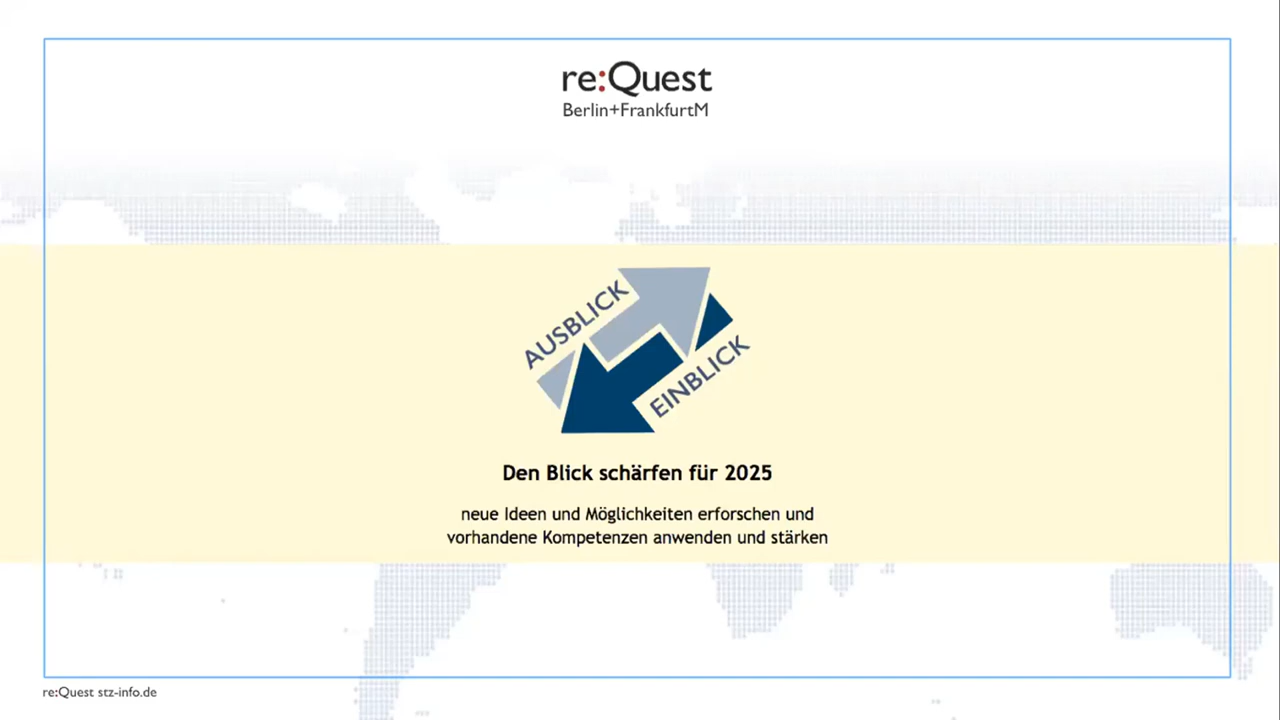 re:Quest
Berlin+FrankfurtM
AUSBLICK
EINBLICK
Den Blick schärfen für 2025
neue Ideen und Möglichkeiten erforschen und
vorhandene Kompetenzen anwenden und stärken
re:Quest stz-info.de